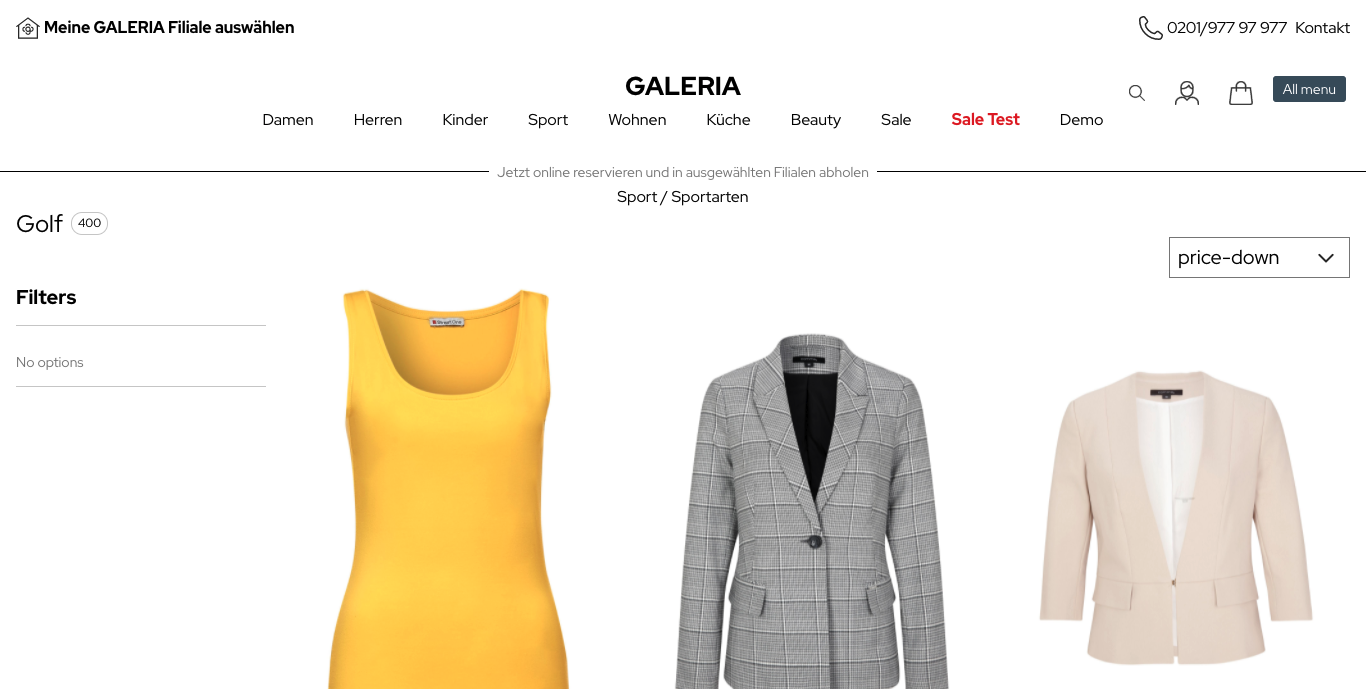 Meine GALERIA Filiale auswählen
0201/977 97 977 Kontakt
GALERIA
All menu
Damen Herren Kinder Sport Wohnen Küche Beauty Sale Sale Test Demo
Jetzt online reservieren und in ausgewählten Filialen abholen
Sport / Sportarten
Golf 400
price-down
Filters
No options